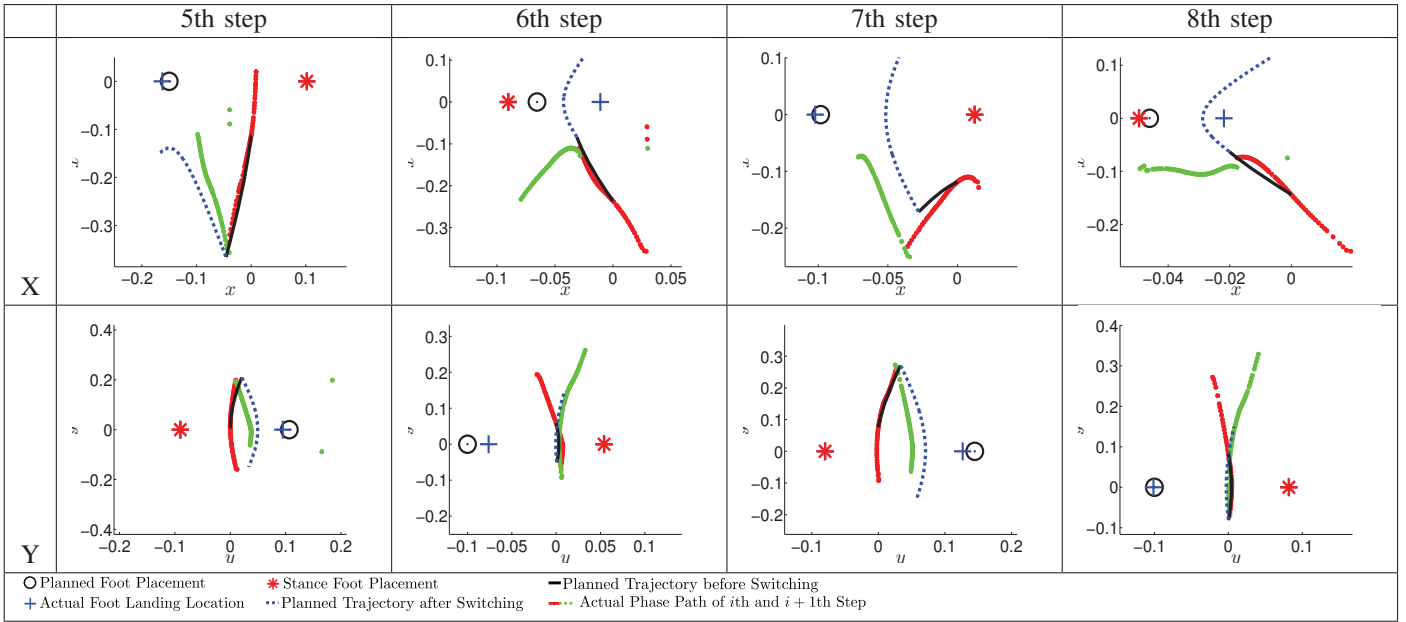 5th step 6th step 7th step 8th step
X
0 −0.1 −0.2 −0.3
−0.2 −0.1 0 0.1
x
0.1 0 −0.1 −0.2 −0.3
−0.1 −0.05 0 0.05
x
0.1 0 −0.1 −0.2
−0.1 −0.05 0
x
0.1 0 −0.1 −0.2
−0.04 −0.02 0
x
Y
0.4 0.2 0 −0.2 −0.4
−0.2 −0.1 0 0.1 0.2
y
0.3 0.2 0.1 0 −0.1 −0.2
−0.1 −0.05 0 0.05 0.1
y
0.3 0.2 0.1 0 −0.1 −0.2
−0.1 0 0.1 0.2
y
0.4 0.3 0.2 0.1 0 −0.1
−0.1 0 0.1
y
Planned Foot Placement Stance Foot Placement Planned Trajectory before Switching
Actual Foot Landing Location Planned Trajectory after Switching Actual Phase Path of ith and i + 1th Step